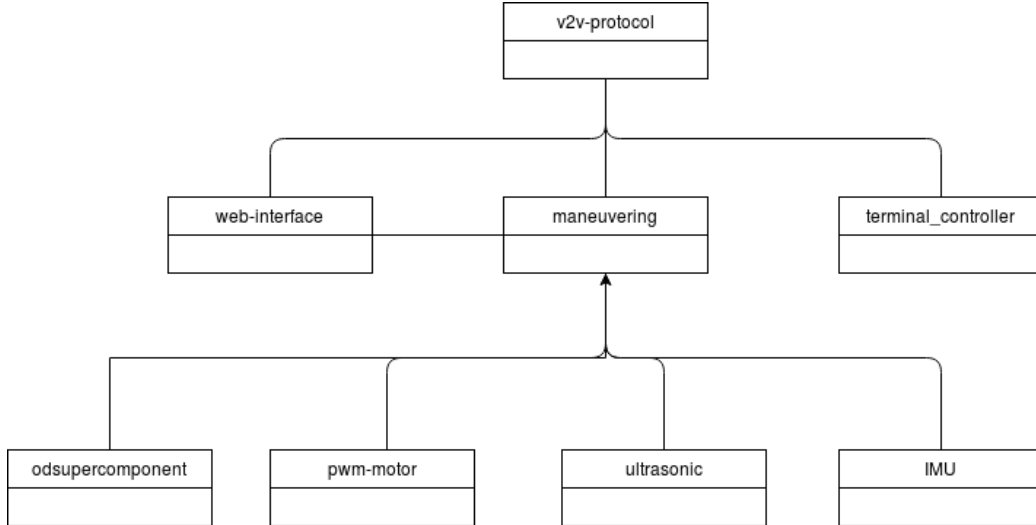 v2v-protocol
web-interface
maneuvering
terminal_controller
odsupercomponent
pwm-motor
ultrasonic
IMU